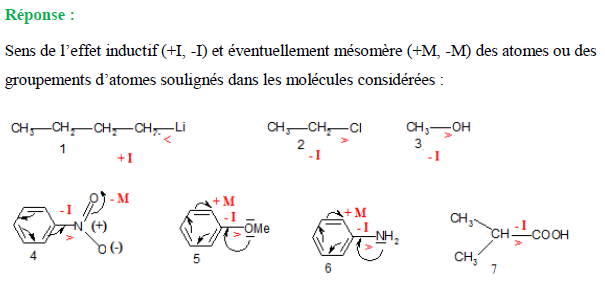 Réponse :
Sens de l'effet inductif (+I, -I) et éventuellement mésomère (+M, -M) des atomes ou des
groupements d'atomes soulignés dans les molécules considérées :
CH3—CH2—CH2—CH2—Li
<
1
+I
CH3—CH2—Cl
>
2
-I
CH3—OH
>
3
-I
O - M
-I
N (+)
>
O (-)
4
+ M
-I
OMe
>
5
+ M
-I
NH2
>
6
CH3
-I
CH—COOH
>
CH3
7